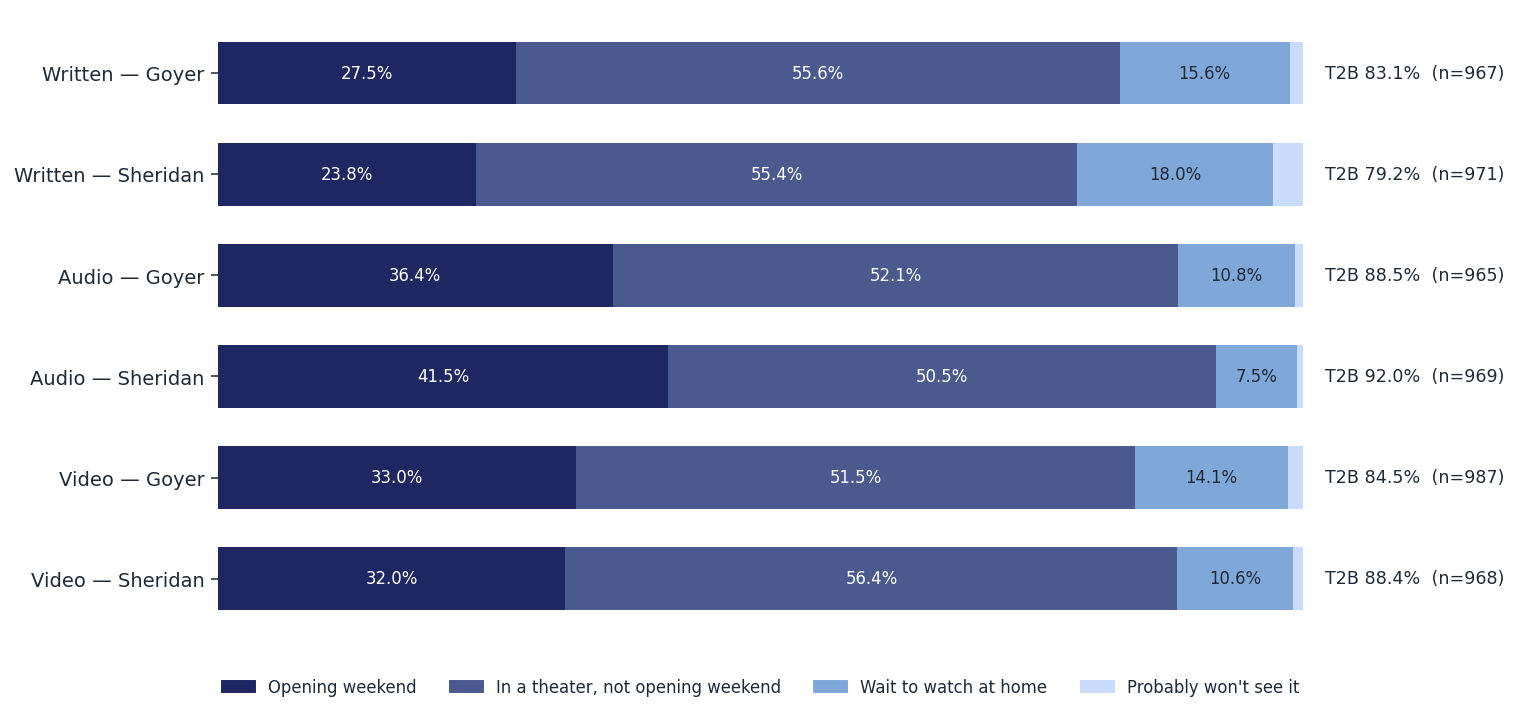 Written — Goyer 27.5% 55.6% 15.6% T2B 83.1% (n=967)
Written — Sheridan 23.8% 55.4% 18.0% T2B 79.2% (n=971)
Audio — Goyer 36.4% 52.1% 10.8% T2B 88.5% (n=965)
Audio — Sheridan 41.5% 50.5% 7.5% T2B 92.0% (n=969)
Video — Goyer 33.0% 51.5% 14.1% T2B 84.5% (n=987)
Video — Sheridan 32.0% 56.4% 10.6% T2B 88.4% (n=968)
Opening weekend In a theater, not opening weekend Wait to watch at home Probably won't see it